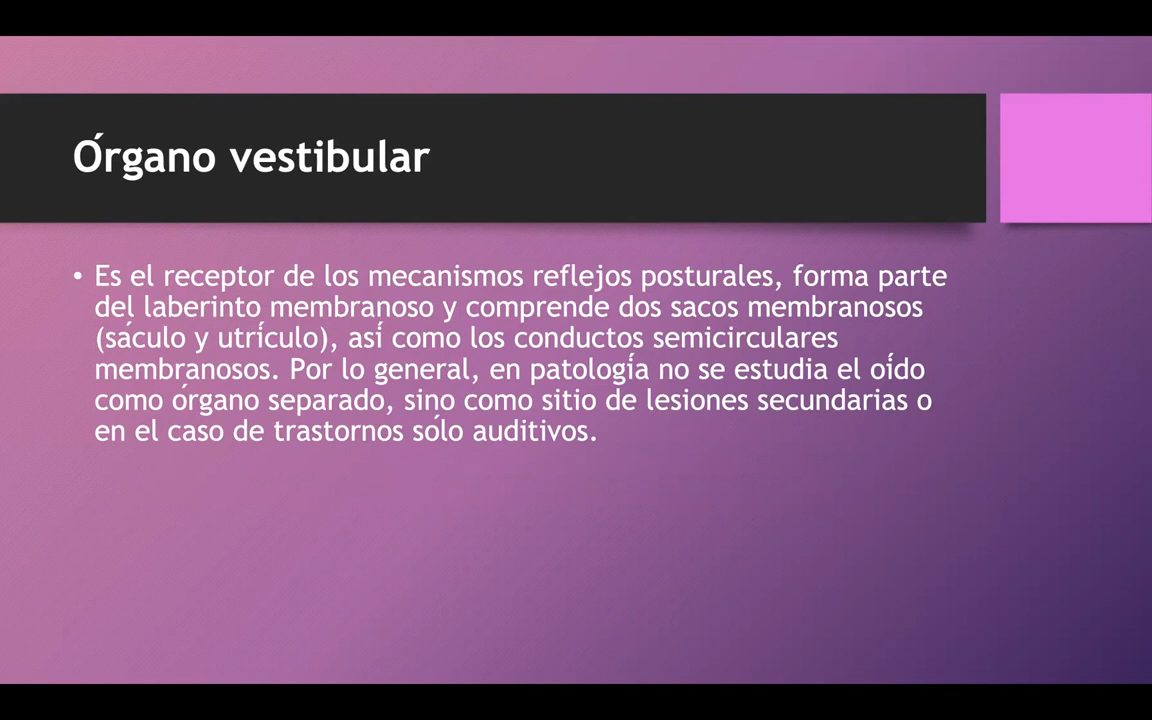 Órgano vestibular
• Es el receptor de los mecanismos reflejos posturales, forma parte
del laberinto membranoso y comprende dos sacos membranosos
(sáculo y utrículo), así como los conductos semicirculares
membranosos. Por lo general, en patología no se estudia el oído
como órgano separado, sino como sitio de lesiones secundarias o
en el caso de trastornos sólo auditivos.